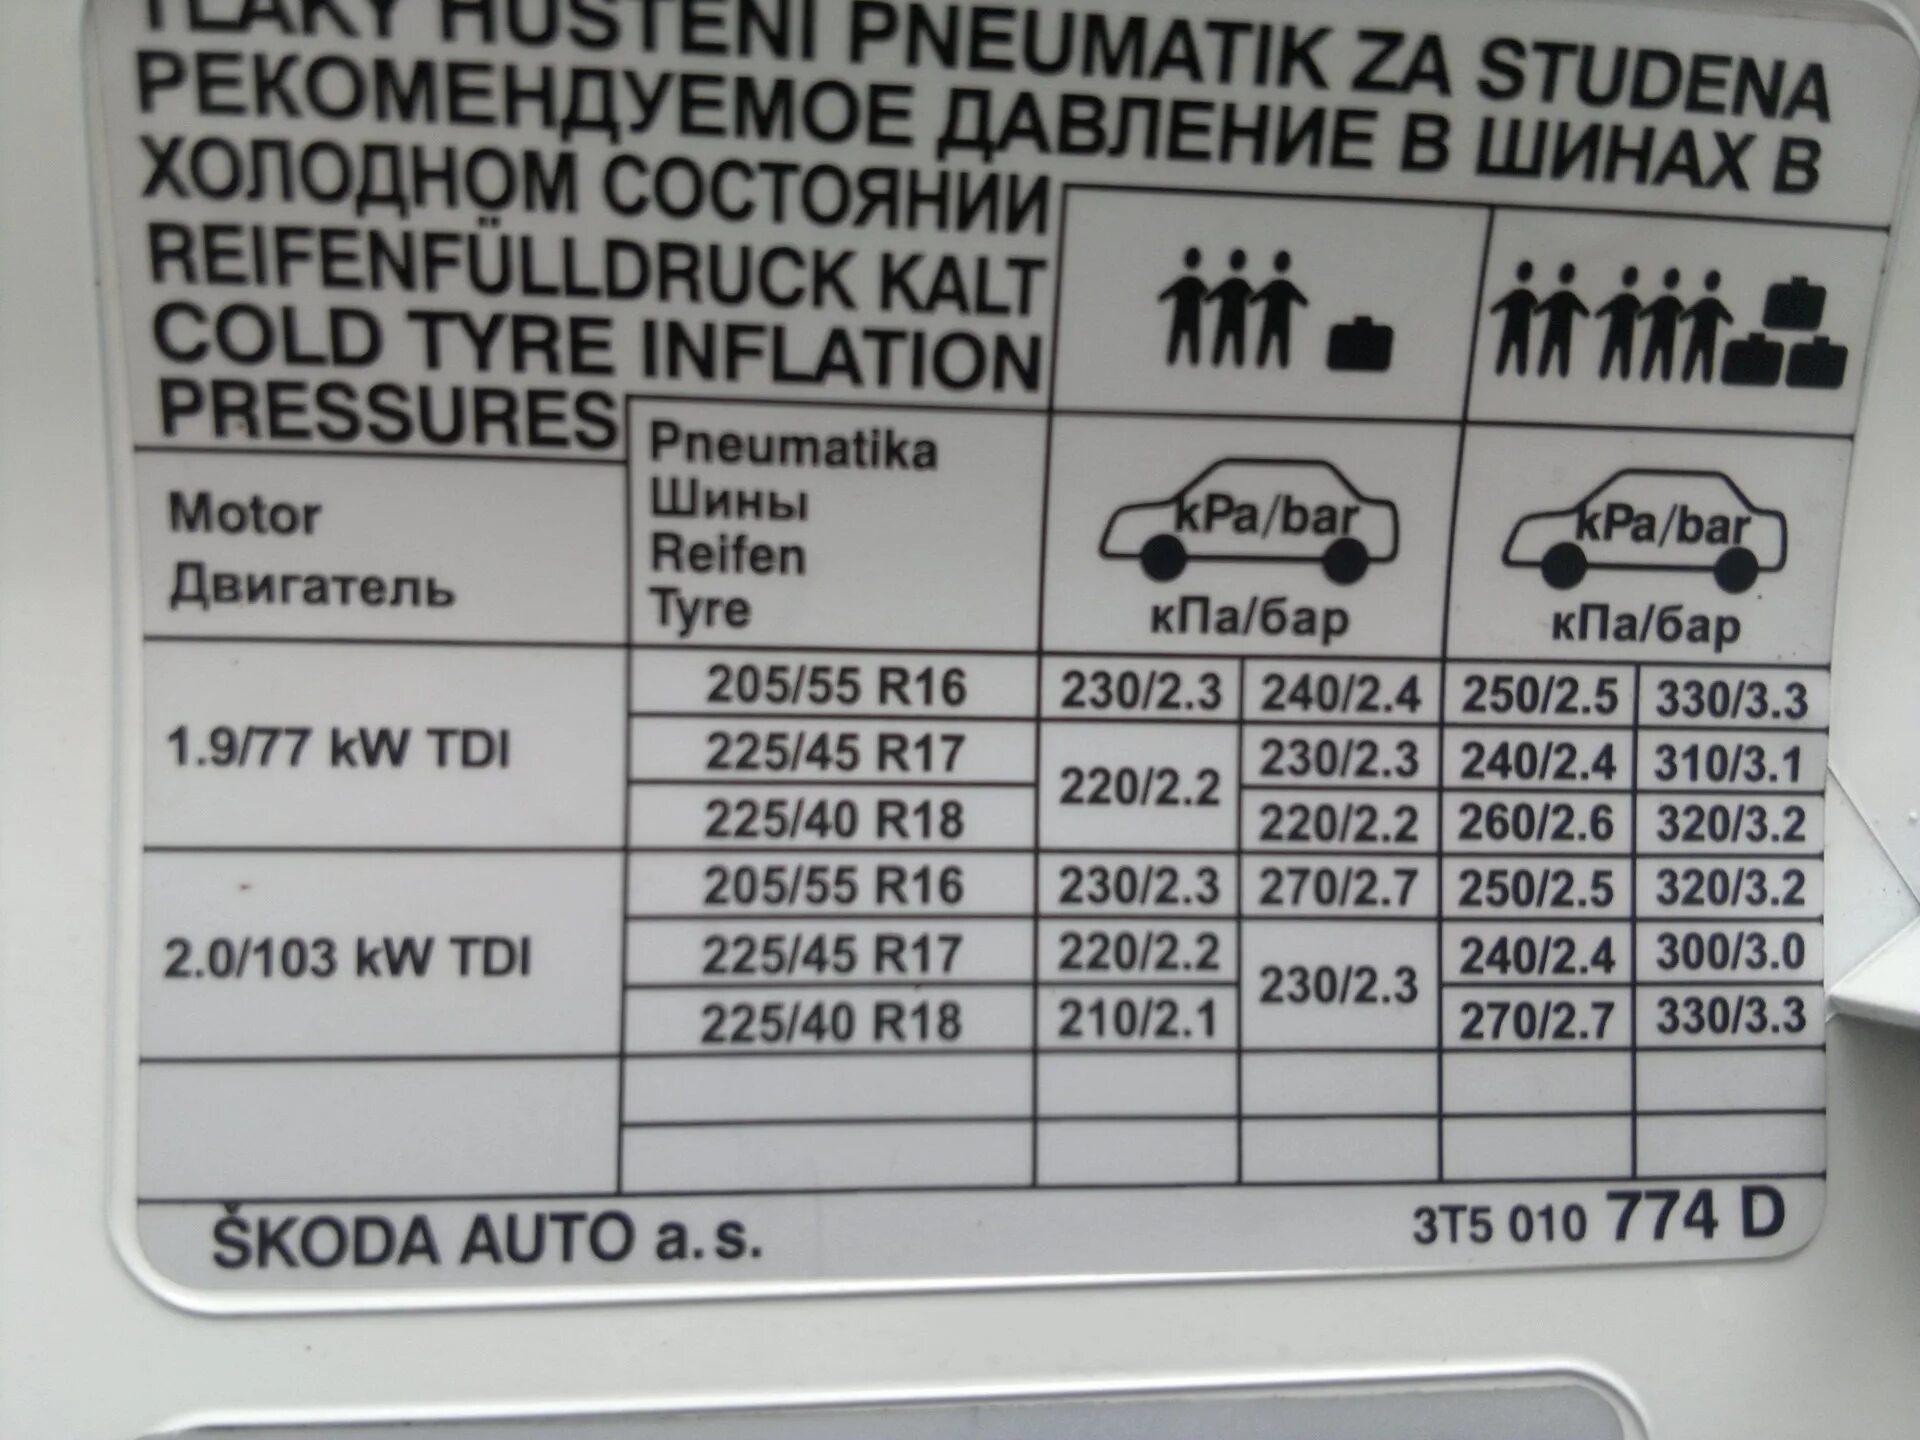 TLAKY HUŠTĚNÍ PNEUMATIK ZA STUDENA
РЕКОМЕНДУЕМОЕ ДАВЛЕНИЕ В ШИНАХ В
ХОЛОДНОМ СОСТОЯНИИ
REIFENFÜLLDRUCK KALT
COLD TYRE INFLATION
PRESSURES
Motor
Двигатель
Pneumatika
Шины
Reifen
Tyre
kPa/bar
кПа/бар
kPa/bar
кПа/бар
1.9/77 kW TDI
205/55 R16 230/2.3 240/2.4 250/2.5 330/3.3
225/45 R17 220/2.2 230/2.3 240/2.4 310/3.1
225/40 R18 220/2.2 260/2.6 320/3.2
2.0/103 kW TDI
205/55 R16 230/2.3 270/2.7 250/2.5 320/3.2
225/45 R17 220/2.2 230/2.3 240/2.4 300/3.0
225/40 R18 210/2.1 270/2.7 330/3.3
ŠKODA AUTO a.s. 3T5 010 774 D